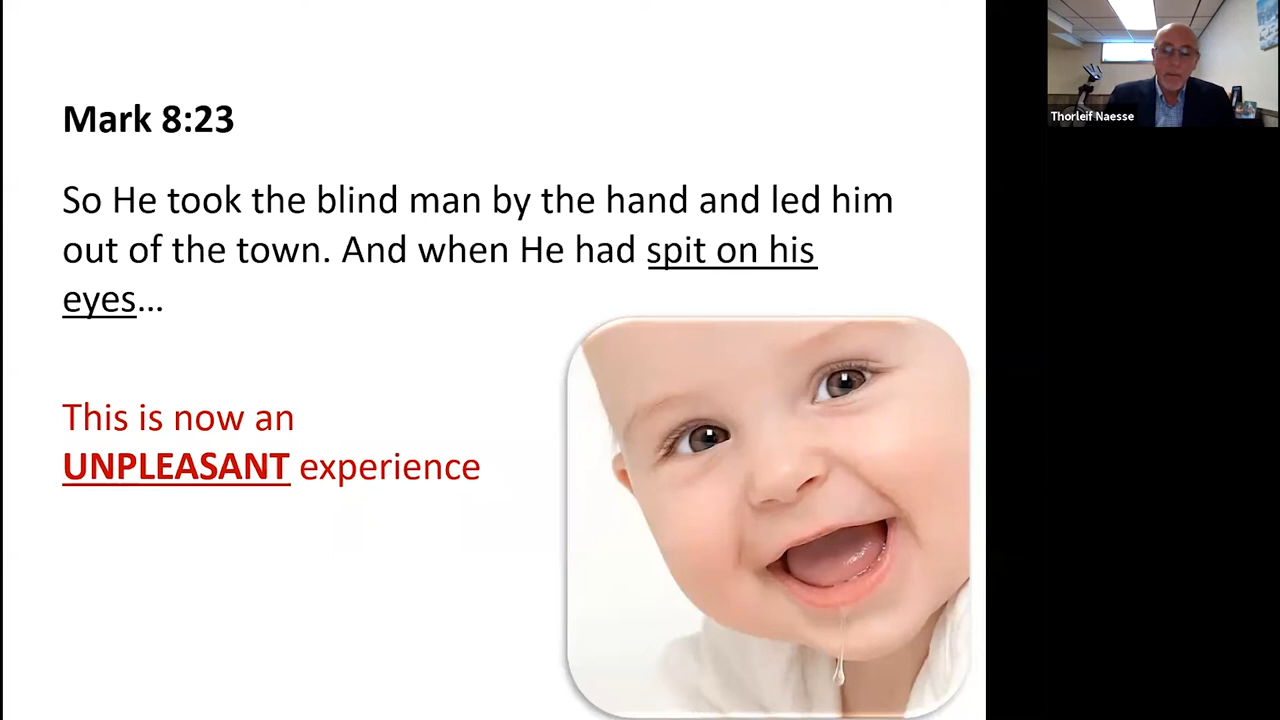 Mark 8:23
So He took the blind man by the hand and led him
out of the town. And when He had spit on his
eyes…
This is now an
UNPLEASANT experience
Thorleif Naesse